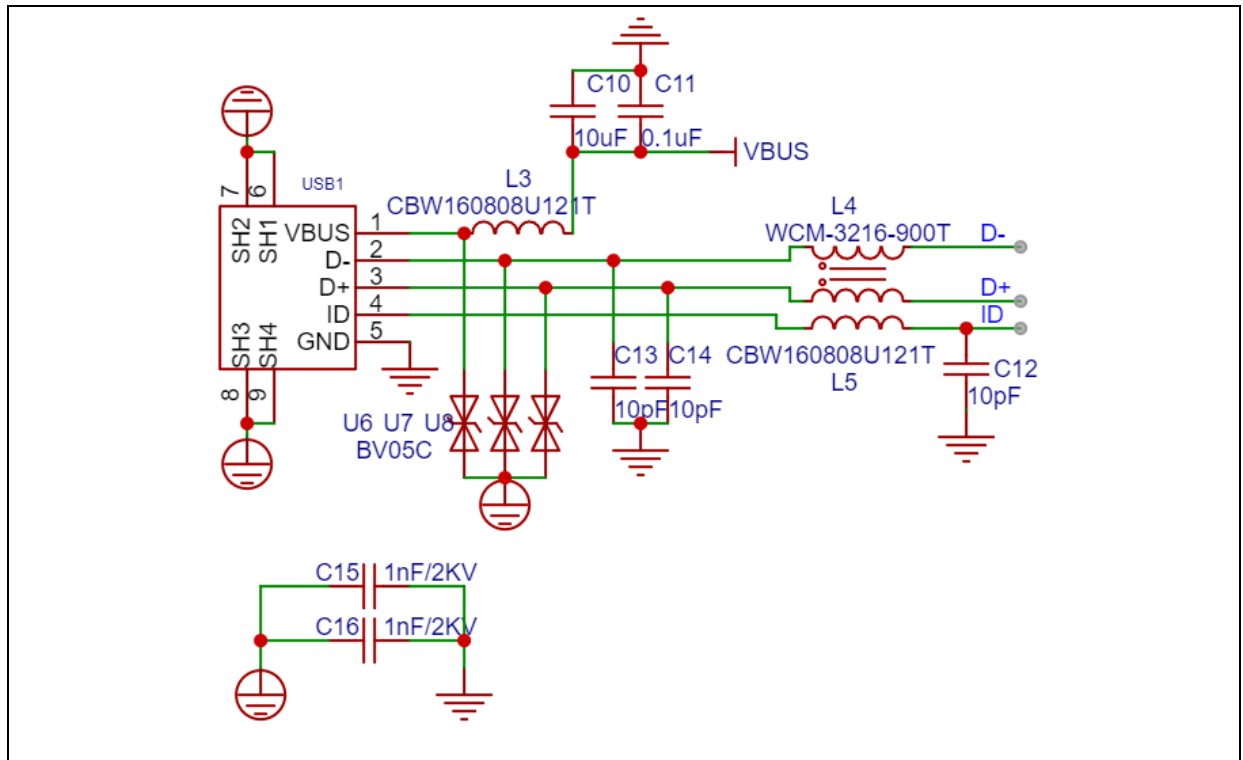 C10 C11
10uF 0.1uF
VBUS
7 6
USB1
SH2 SH1
VBUS 1
D- 2
D+ 3
ID 4
GND 5
SH3 SH4
8 9
L3
CBW160808U121T
L4
WCM-3216-900T
D-
D+
ID
CBW160808U121T
L5
C13 C14
10pF 10pF
C12
10pF
U6 U7 U8
BV05C
C15 1nF/2KV
C16 1nF/2KV